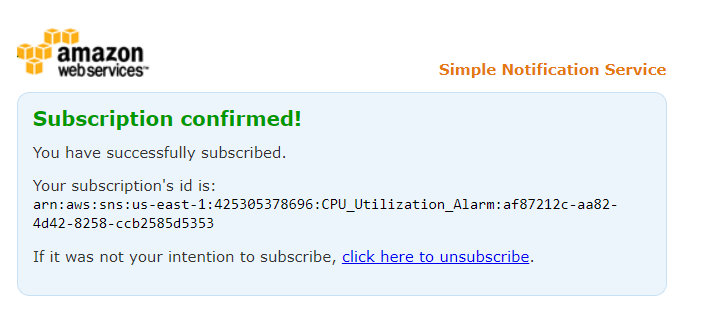 amazon
webservices™
Simple Notification Service
Subscription confirmed!
You have successfully subscribed.
Your subscription's id is:
arn:aws:sns:us-east-1:425305378696:CPU_Utilization_Alarm:af87212c-aa82-
4d42-8258-ccb2585d5353
If it was not your intention to subscribe, click here to unsubscribe.